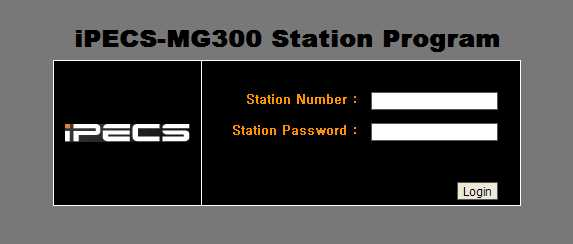 iPECS-MG300 Station Program
Station Number :
iPECS
Station Password :
Login